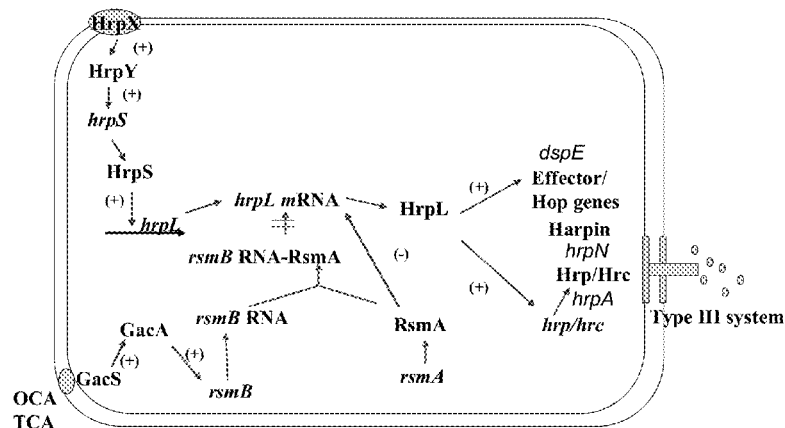 HrpX
(+)
HrpY
(+)
hrpS
HrpS
(+)
hrpL
hrpL mRNA
HrpL
(+)
dspE
Effector/
Hop genes
Harpin
hrpN
Hrp/Hrc
hrpA
hrp/hrc
(+)
(-)
Type III system
rsmB RNA-RsmA
rsmB RNA
RsmA
rsmA
GacA
(+)
(+)
GacS
rsmB
OCA
TCA